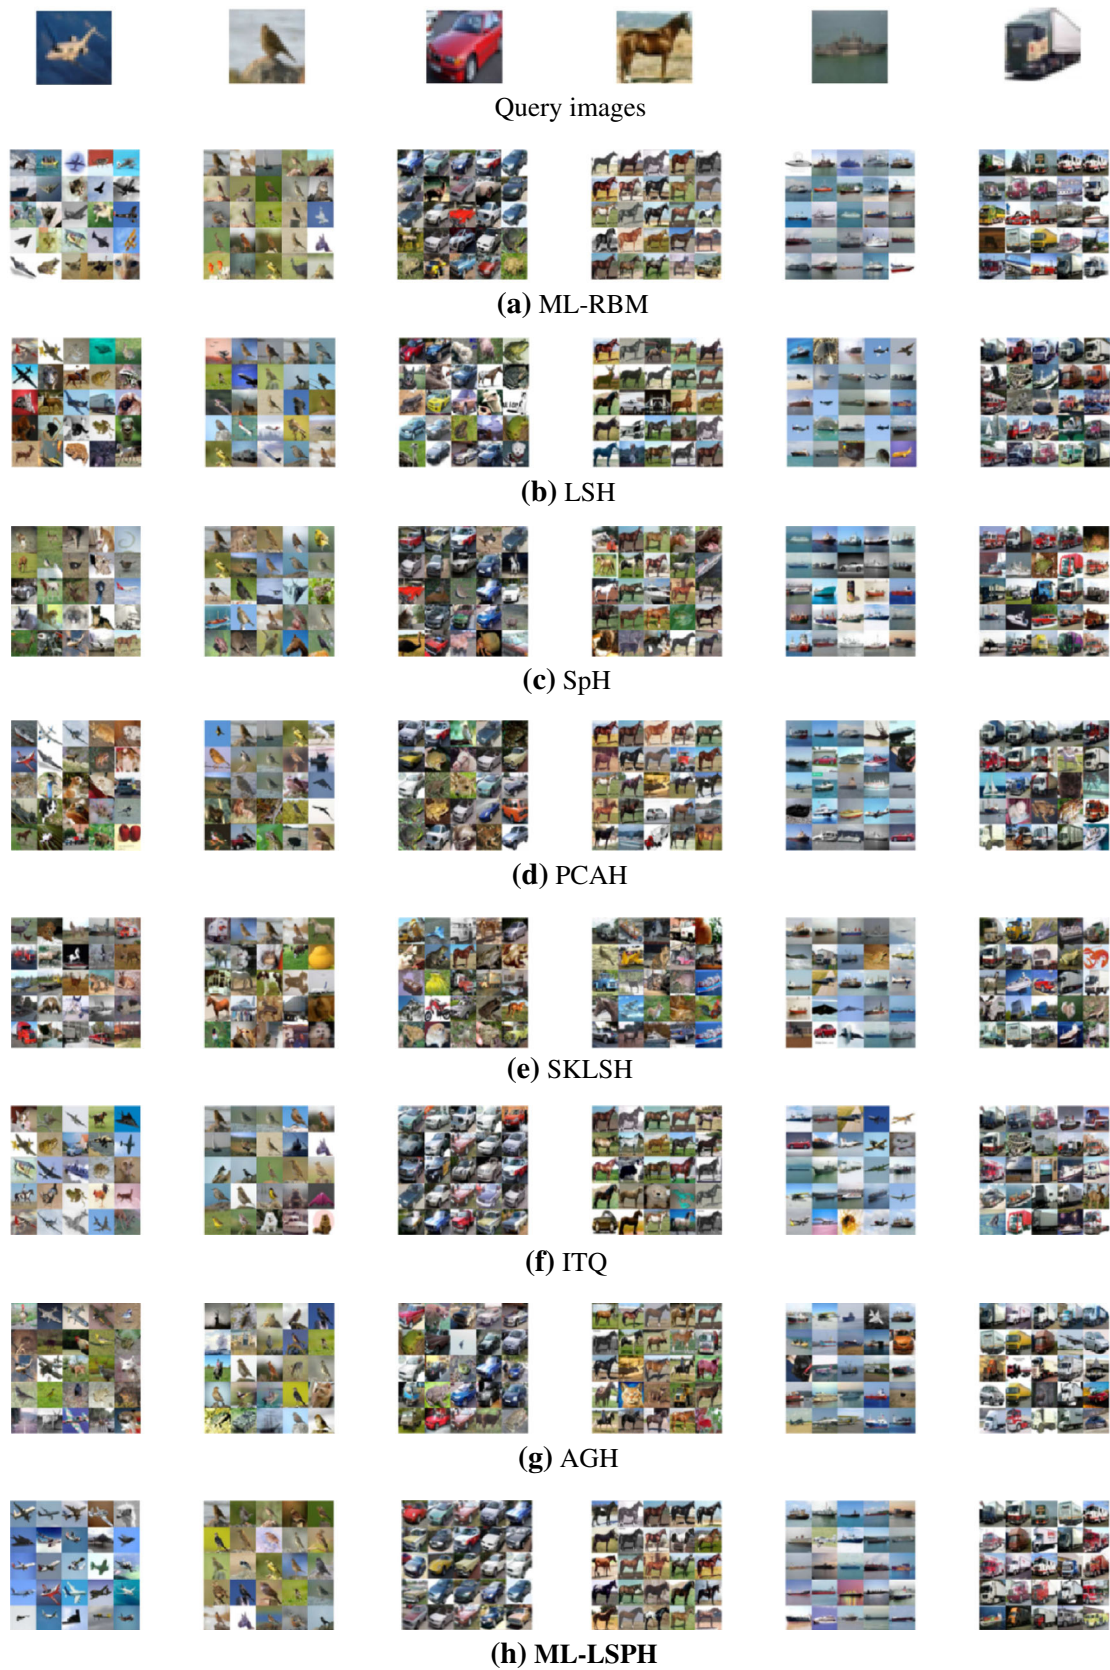 Query images
(a) ML-RBM
(b) LSH
(c) SpH
(d) PCAH
(e) SKLSH
(f) ITQ
(g) AGH
(h) ML-LSPH